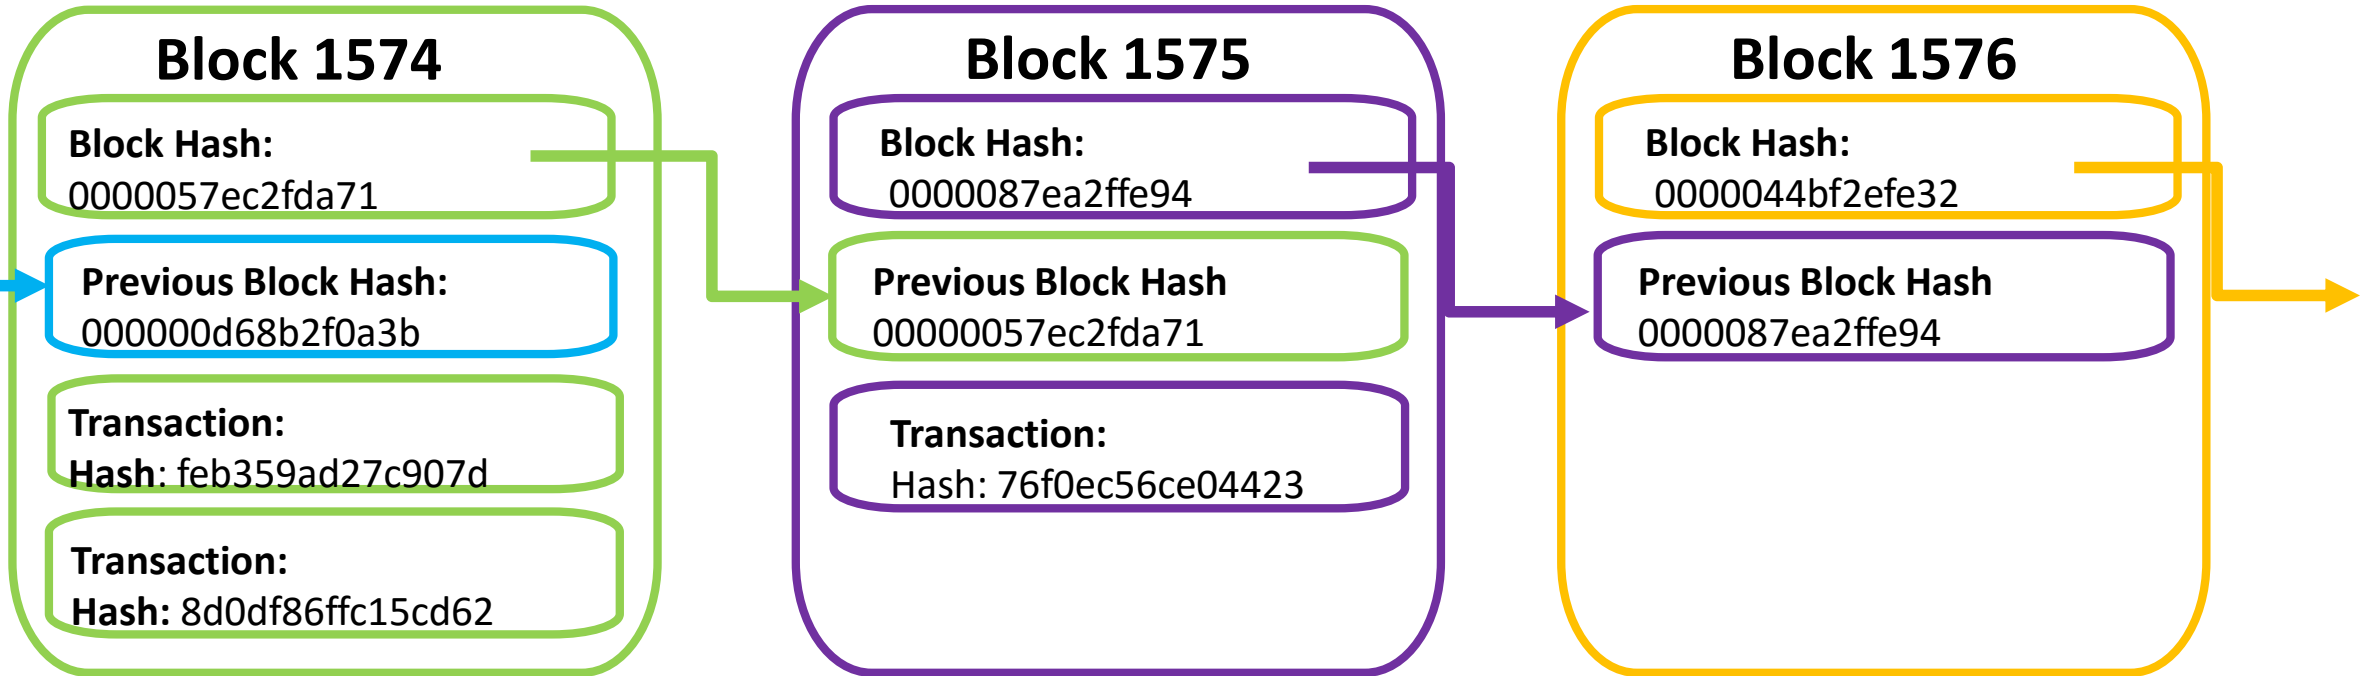 Block 1574
Block Hash:
0000057ec2fda71
Previous Block Hash:
000000d68b2f0a3b
Transaction:
Hash: feb359ad27c907d
Transaction:
Hash: 8d0df86ffc15cd62
Block 1575
Block Hash:
0000087ea2ffe94
Previous Block Hash
00000057ec2fda71
Transaction:
Hash: 76f0ec56ce04423
Block 1576
Block Hash:
0000044bf2efe32
Previous Block Hash
0000087ea2ffe94